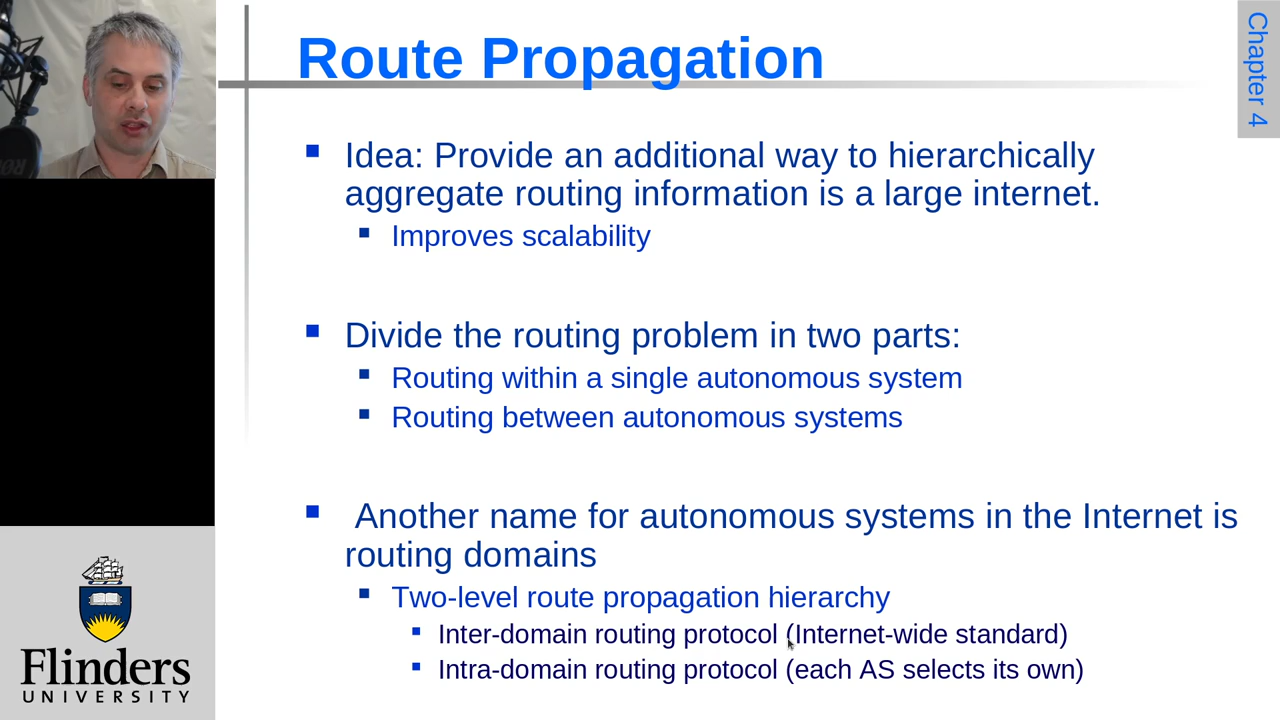 Route Propagation
Chapter 4
Idea: Provide an additional way to hierarchically
aggregate routing information is a large internet.
Improves scalability
Divide the routing problem in two parts:
Routing within a single autonomous system
Routing between autonomous systems
Another name for autonomous systems in the Internet is
routing domains
Two-level route propagation hierarchy
Inter-domain routing protocol (Internet-wide standard)
Intra-domain routing protocol (each AS selects its own)
Flinders
UNIVERSITY